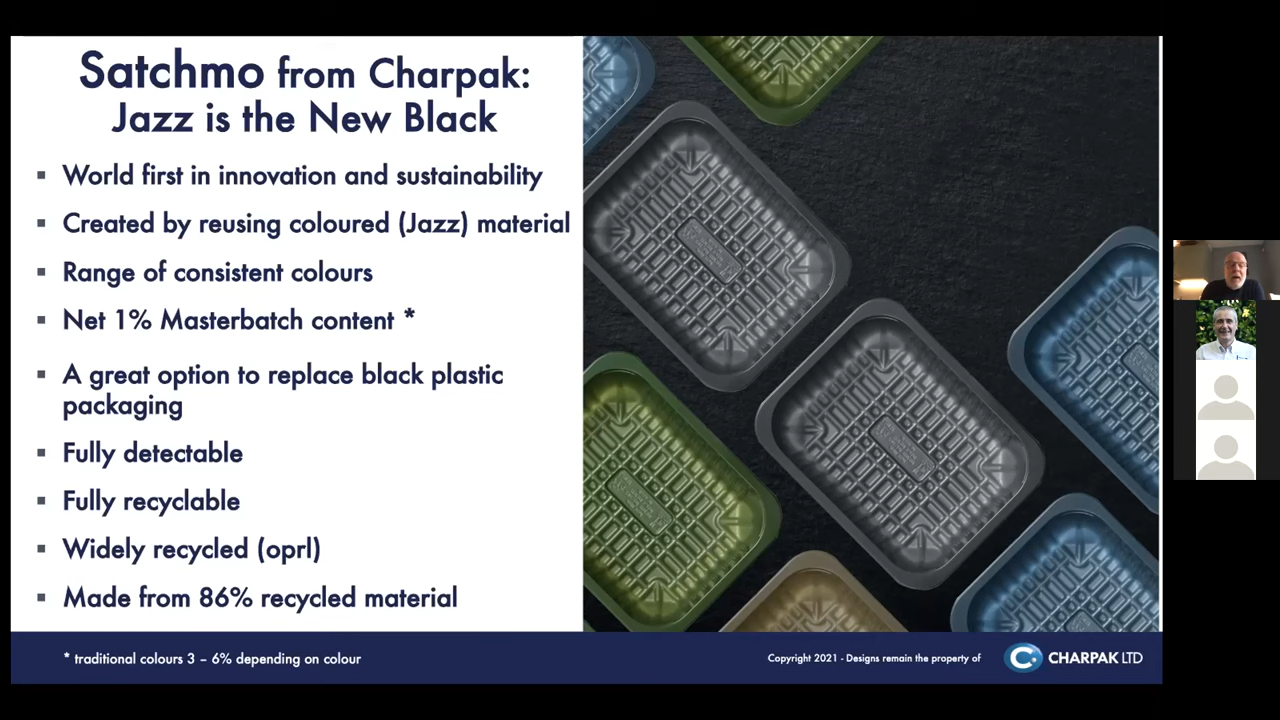 Satchmo from Charpak:
Jazz is the New Black
▪ World first in innovation and sustainability
▪ Created by reusing coloured (Jazz) material
▪ Range of consistent colours
▪ Net 1% Masterbatch content *
▪ A great option to replace black plastic
packaging
▪ Fully detectable
▪ Fully recyclable
▪ Widely recycled (oprl)
▪ Made from 86% recycled material
* traditional colours 3 – 6% depending on colour
Copyright 2021 - Designs remain the property of
CHARPAK LTD